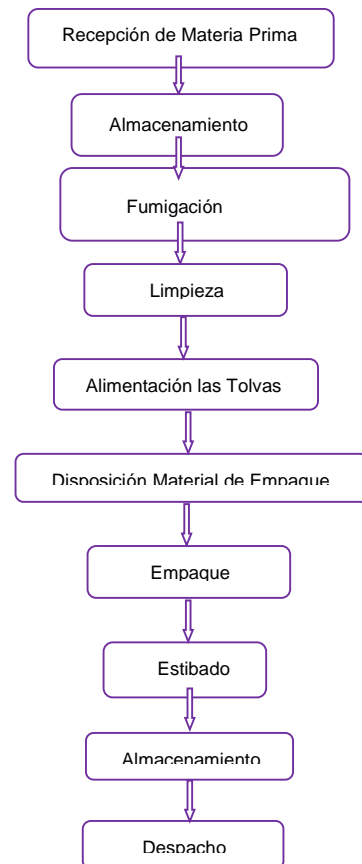 Recepción de Materia Prima
Almacenamiento
Fumigación
Limpieza
Alimentación las Tolvas
Disposición Material de Empaque
Empaque
Estibado
Almacenamiento
Despacho